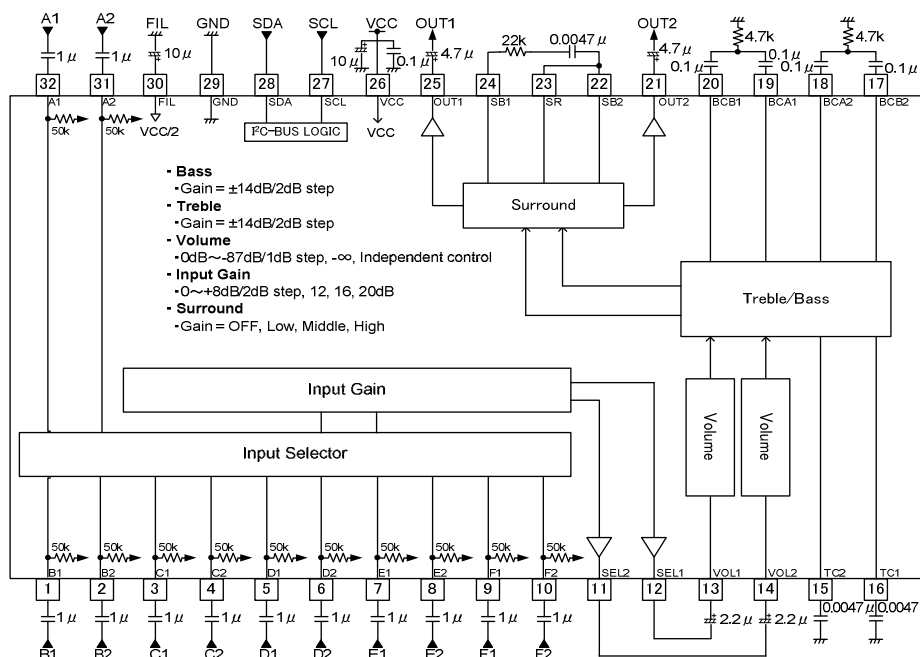 A1 A2 FIL GND SDA SCL VCC OUT1 OUT2
1μ 1μ 10μ 10μ 0.1μ 4.7μ 22k 0.0047μ 4.7μ 4.7k 0.1μ 0.1μ 4.7k 0.1μ 0.1μ
32 31 30 29 28 27 26 25 24 23 22 21 20 19 18 17
A1 A2 FIL GND SDA SCL VCC OUT1 SB1 SR SB2 OUT2 BCB1 BCA1 BCA2 BCB2
50k 50k VCC/2 I²C-BUS LOGIC VCC
- Bass
-Gain = ±14dB/2dB step
- Treble
-Gain = ±14dB/2dB step
- Volume
-0dB～-87dB/1dB step, -∞, Independent control
- Input Gain
-0～+8dB/2dB step, 12, 16, 20dB
- Surround
-Gain = OFF, Low, Middle, High
Surround
Treble/Bass
Volume
Volume
Input Gain
Input Selector
50k 50k 50k 50k 50k 50k 50k 50k 50k 50k
B1 B2 C1 C2 D1 D2 E1 E2 F1 F2 SEL2 SEL1 VOL1 VOL2 TC2 TC1
1 2 3 4 5 6 7 8 9 10 11 12 13 14 15 16
1μ 1μ 1μ 1μ 1μ 1μ 1μ 1μ 1μ 1μ 2.2μ 2.2μ 0.0047μ 0.0047
B1 B2 C1 C2 D1 D2 E1 E2 F1 F2